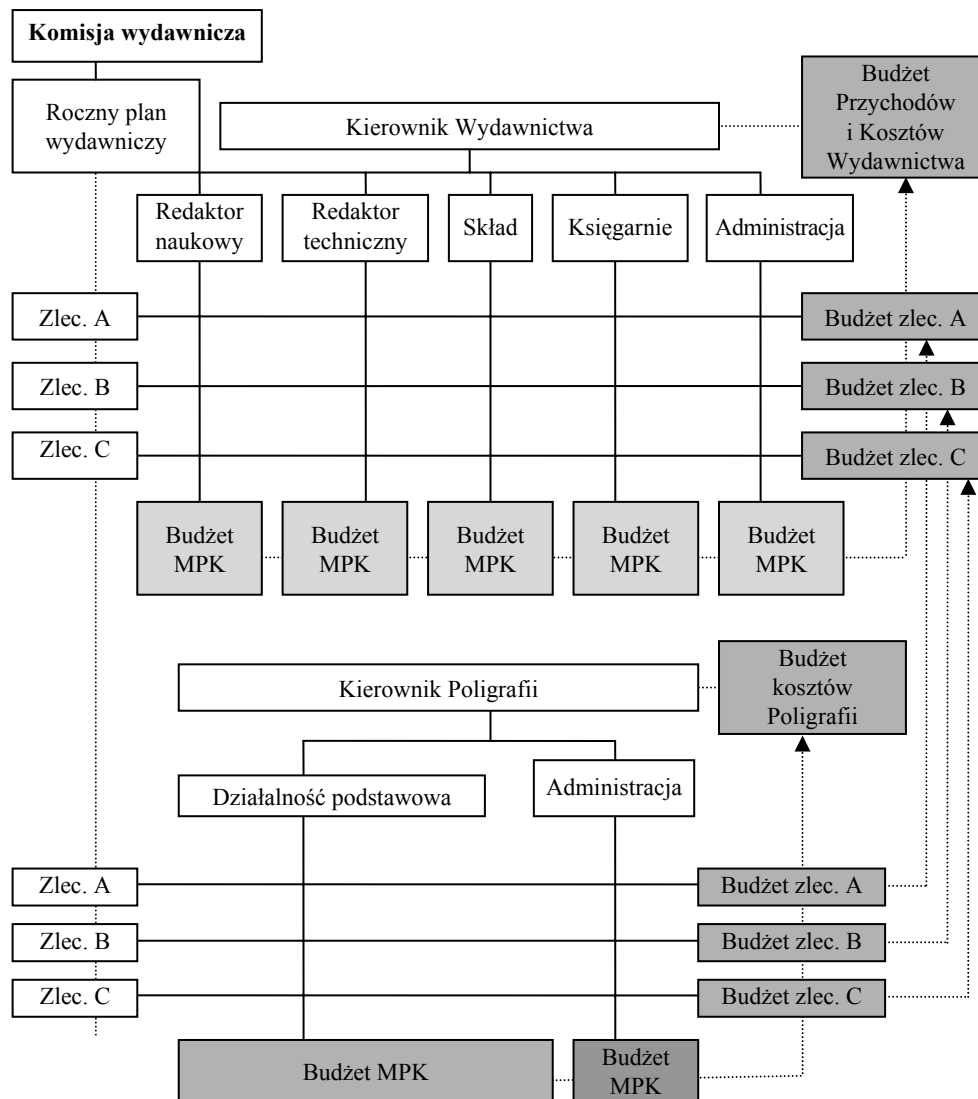 Komisja wydawnicza
Roczny plan
wydawniczy
Kierownik Wydawnictwa
Budżet
Przychodów
i Kosztów
Wydawnictwa
Redaktor
naukowy
Redaktor
techniczny
Skład
Księgarnie
Administracja
Zlec. A
Budżet zlec. A
Zlec. B
Budżet zlec. B
Zlec. C
Budżet zlec. C
Budżet
MPK
Budżet
MPK
Budżet
MPK
Budżet
MPK
Budżet
MPK
Kierownik Poligrafii
Budżet
kosztów
Poligrafii
Działalność podstawowa
Administracja
Zlec. A
Budżet zlec. A
Zlec. B
Budżet zlec. B
Zlec. C
Budżet zlec. C
Budżet MPK
Budżet
MPK